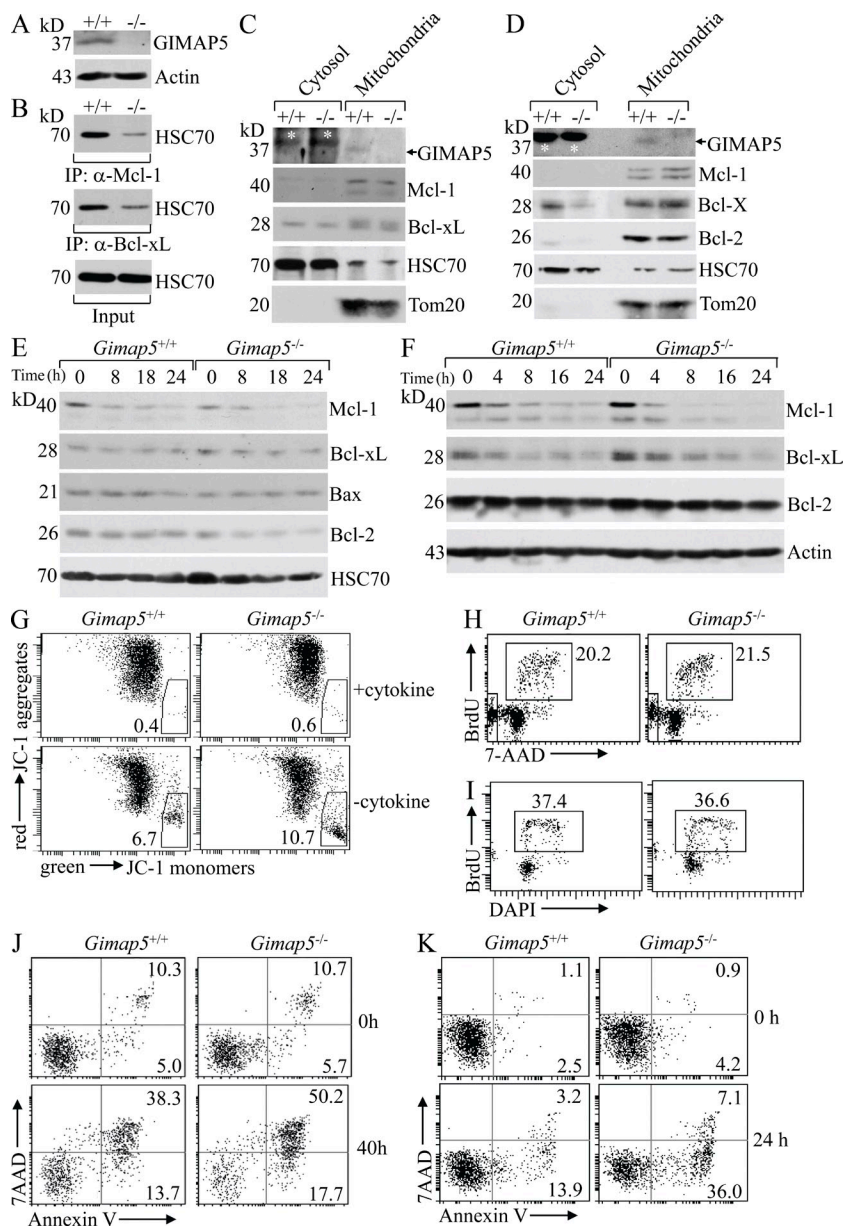 A
kD
+/+ -/-
37
GIMAP5
43
Actin
B
+/+ -/-
70
HSC70
IP: α-Mcl-1
70
HSC70
IP: α-Bcl-xL
70
HSC70
Input
C
Cytosol
Mitochondria
+/+ -/- +/+ -/-
kD
* *
37
GIMAP5
40
Mcl-1
28
Bcl-xL
70
HSC70
20
Tom20
D
Cytosol
Mitochondria
+/+ -/- +/+ -/-
kD
37
* *
GIMAP5
40
Mcl-1
28
Bcl-X
26
Bcl-2
70
HSC70
20
Tom20
E
Gimap5+/+ Gimap5-/-
Time(h) 0 8 18 24 0 8 18 24
kD
40
Mcl-1
28
Bcl-xL
21
Bax
26
Bcl-2
70
HSC70
F
Gimap5+/+ Gimap5-/-
Time(h) 0 4 8 16 24 0 4 8 16 24
kD
40
Mcl-1
28
Bcl-xL
26
Bcl-2
43
Actin
G
Gimap5+/+ Gimap5-/-
0.4 0.6
+cytokine
6.7 10.7
-cytokine
red JC-1 aggregates
green JC-1 monomers
H
Gimap5+/+ Gimap5-/-
20.2 21.5
BrdU
7-AAD
I
37.4 36.6
BrdU
DAPI
J
Gimap5+/+ Gimap5-/-
10.3 10.7
0h
5.0 5.7
38.3 50.2
40h
13.7 17.7
7AAD
Annexin V
K
Gimap5+/+ Gimap5-/-
1.1 0.9
0 h
2.5 4.2
3.2 7.1
24 h
13.9 36.0
7AAD
Annexin V